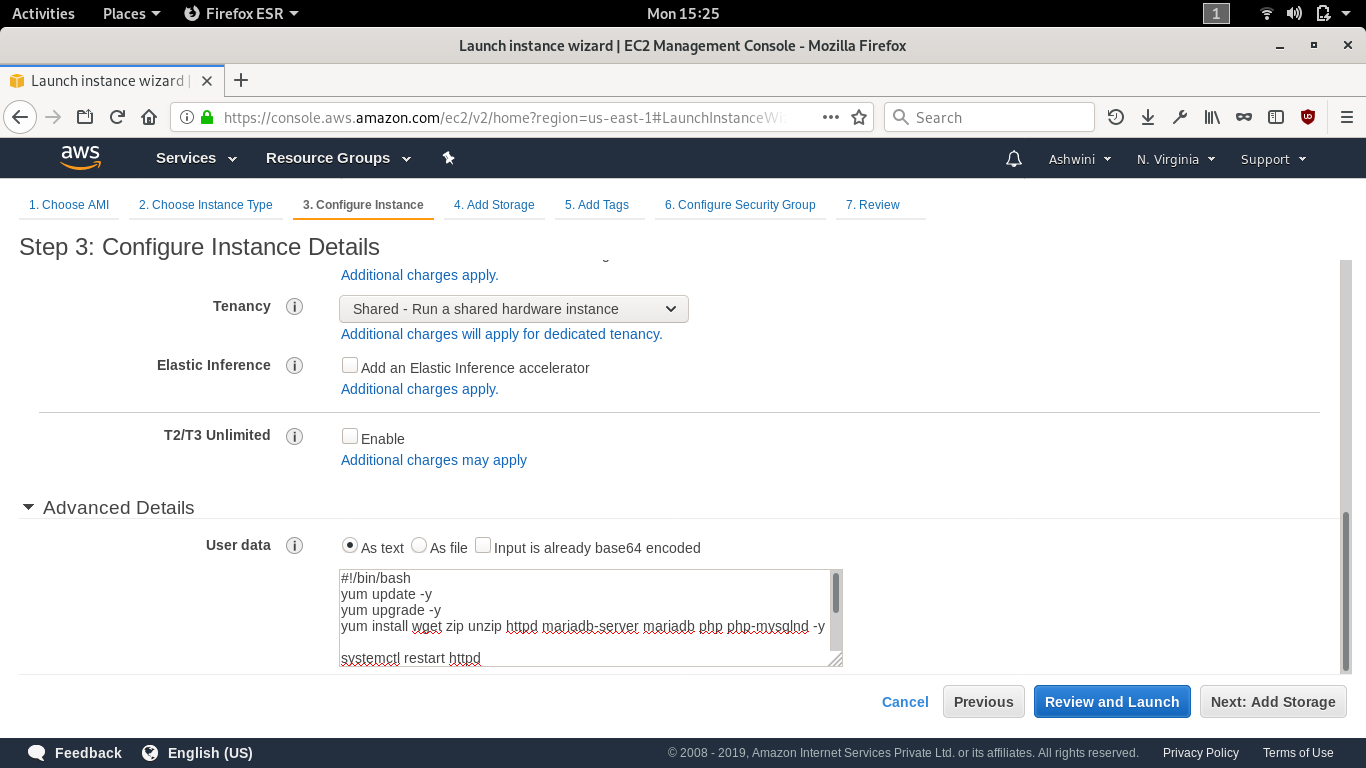 Activities Places Firefox ESR Mon 15:25 1
Launch instance wizard | EC2 Management Console - Mozilla Firefox
Launch instance wizard |
https://console.aws.amazon.com/ec2/v2/home?region=us-east-1#LaunchInstanceWi Search
aws Services Resource Groups Ashwini N. Virginia Support
1. Choose AMI 2. Choose Instance Type 3. Configure Instance 4. Add Storage 5. Add Tags 6. Configure Security Group 7. Review
Step 3: Configure Instance Details
Additional charges apply.
Tenancy Shared - Run a shared hardware instance
Additional charges will apply for dedicated tenancy.
Elastic Inference Add an Elastic Inference accelerator
Additional charges apply.
T2/T3 Unlimited Enable
Additional charges may apply
Advanced Details
User data As text As file Input is already base64 encoded
#!/bin/bash
yum update -y
yum upgrade -y
yum install wget zip unzip httpd mariadb-server mariadb php php-mysqlnd -y
systemctl restart httpd
Cancel Previous Review and Launch Next: Add Storage
Feedback English (US) © 2008 - 2019, Amazon Internet Services Private Ltd. or its affiliates. All rights reserved. Privacy Policy Terms of Use